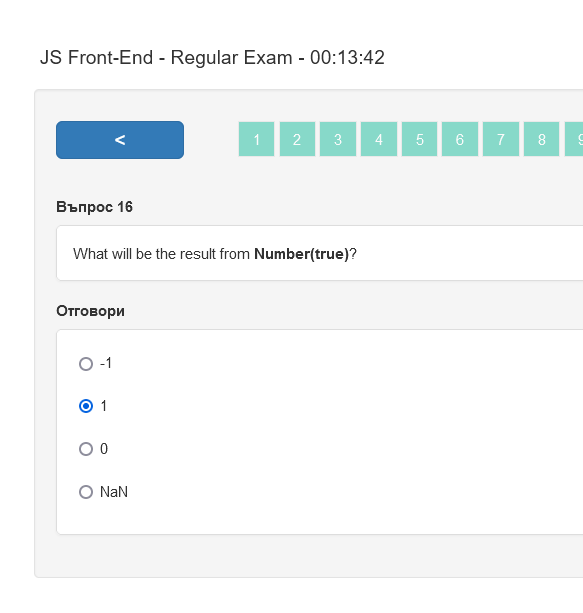 JS Front-End - Regular Exam - 00:13:42
< 1 2 3 4 5 6 7 8
Въпрос 16
What will be the result from Number(true)?
Отговори
-1
1
0
NaN